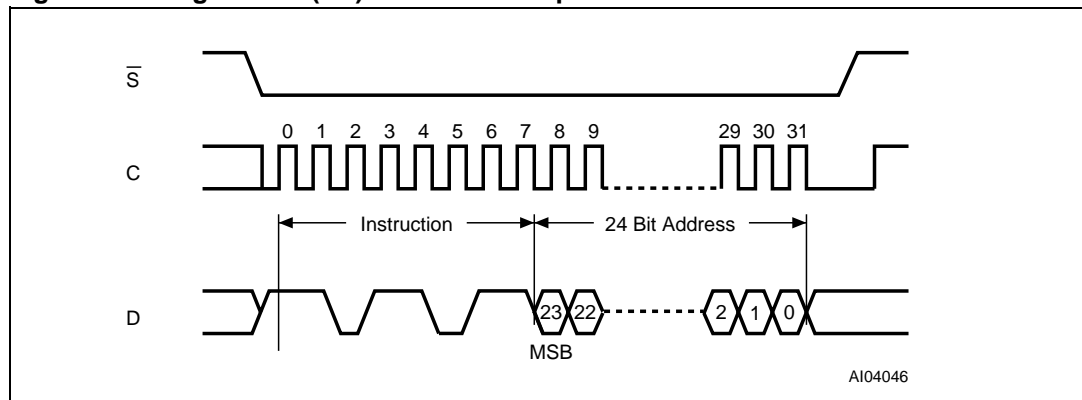 S
0 1 2 3 4 5 6 7 8 9 29 30 31
C
Instruction 24 Bit Address
D
23 22 2 1 0
MSB
AI04046